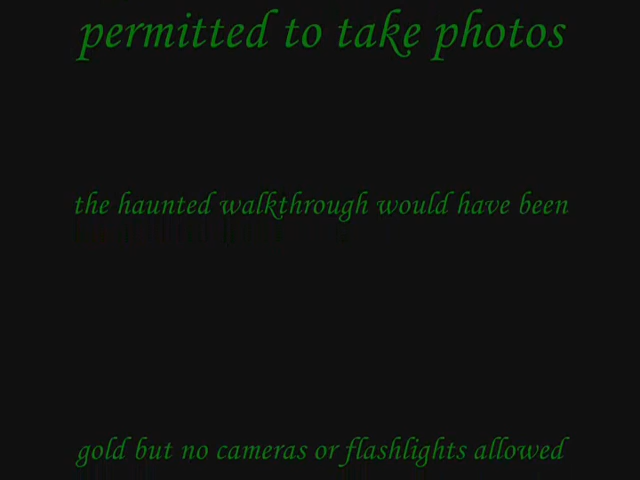 permitted to take photos
the haunted walkthrough would have been
gold but no cameras or flashlights allowed